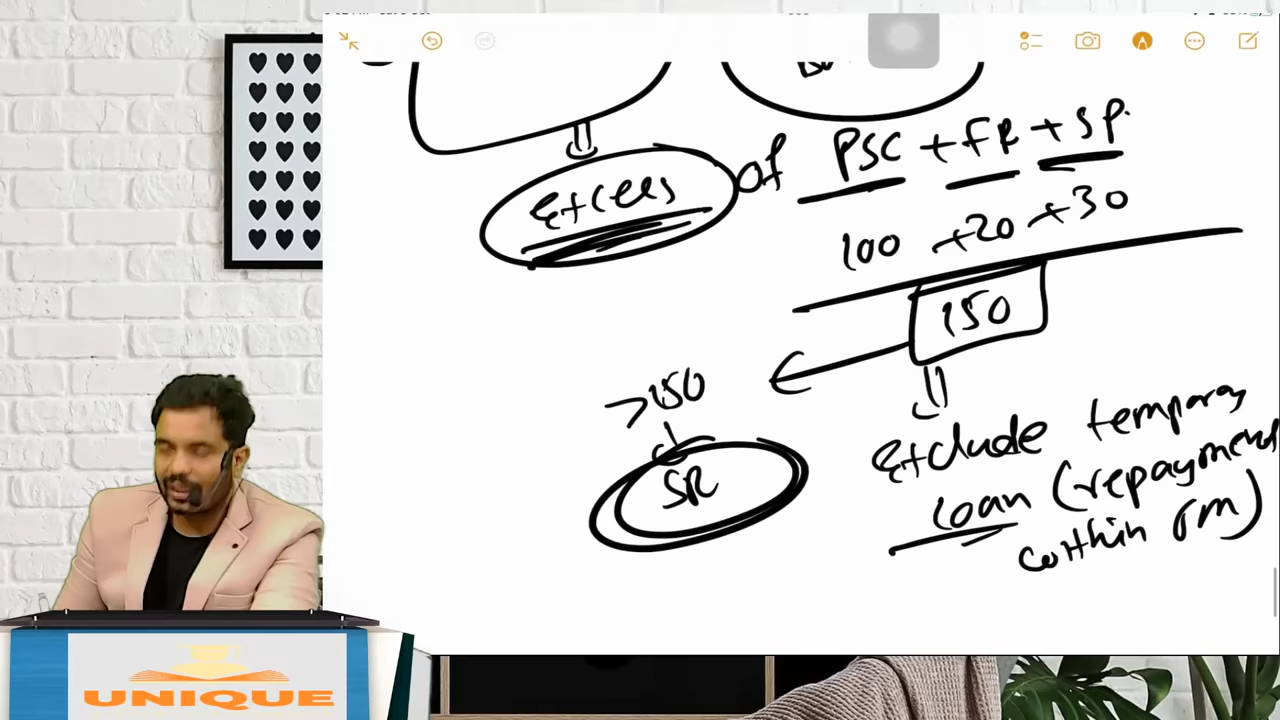 Excess of PSC + FR + SP.
100 +20 +30
150
>150
SR
Exclude temporary
loan (repayment
within 6m)
UNIQUE